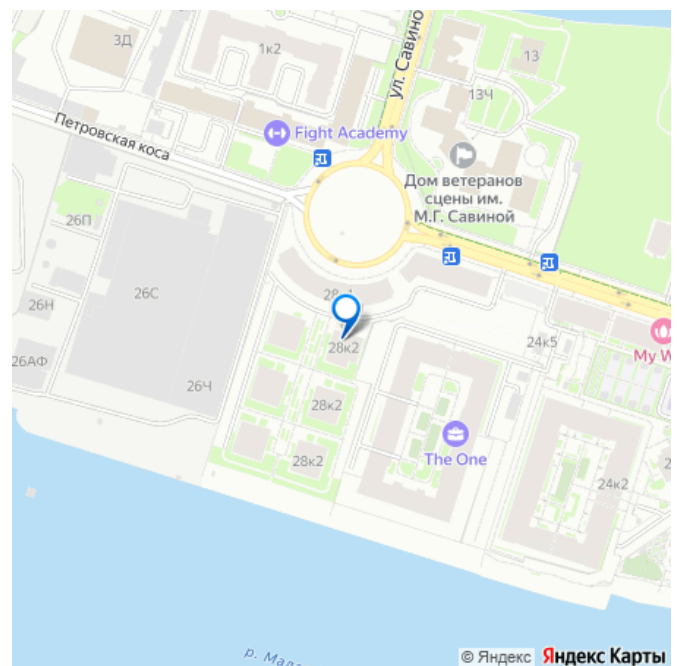 3Д
1к2
ул. Савино
13
13Ч
Петровская коса
Fight Academy
Дом ветеранов
сцены им.
М.Г. Савиной
26П
26С
26Н
28к2
24к5
My W
26АФ
26Ч
28к2
The One
28к2
24к2
р. Мала
© Яндекс Яндекс Карты